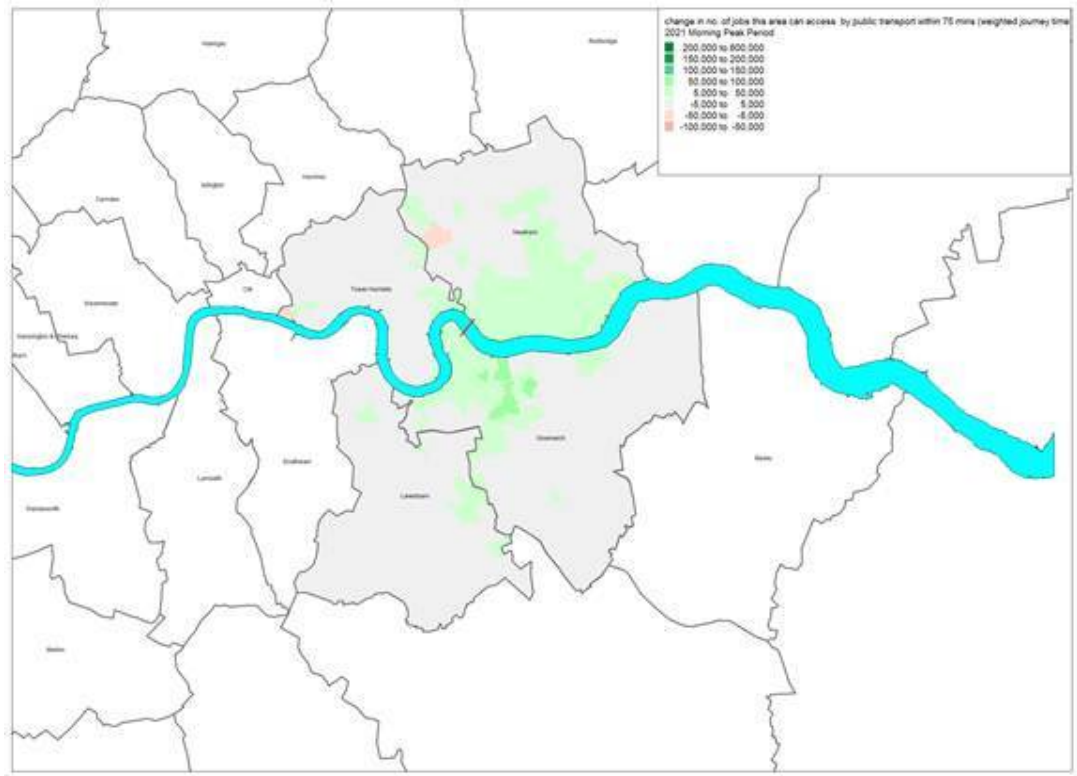 change in no. of jobs this area can access by public transport within 75 mins (weighted journey time
2021 Morning Peak Period
200,000 to 600,000
150,000 to 200,000
100,000 to 150,000
50,000 to 100,000
5,000 to 50,000
-5,000 to 5,000
-50,000 to -5,000
-100,000 to -50,000
Haringey
Redbridge
Hackney
Islington
Camden
Newham
Tower Hamlets
City
Westminster
Kensington & Chelsea
Greenwich
Bexley
Southwark
Lambeth
Lewisham
Wandsworth
Merton